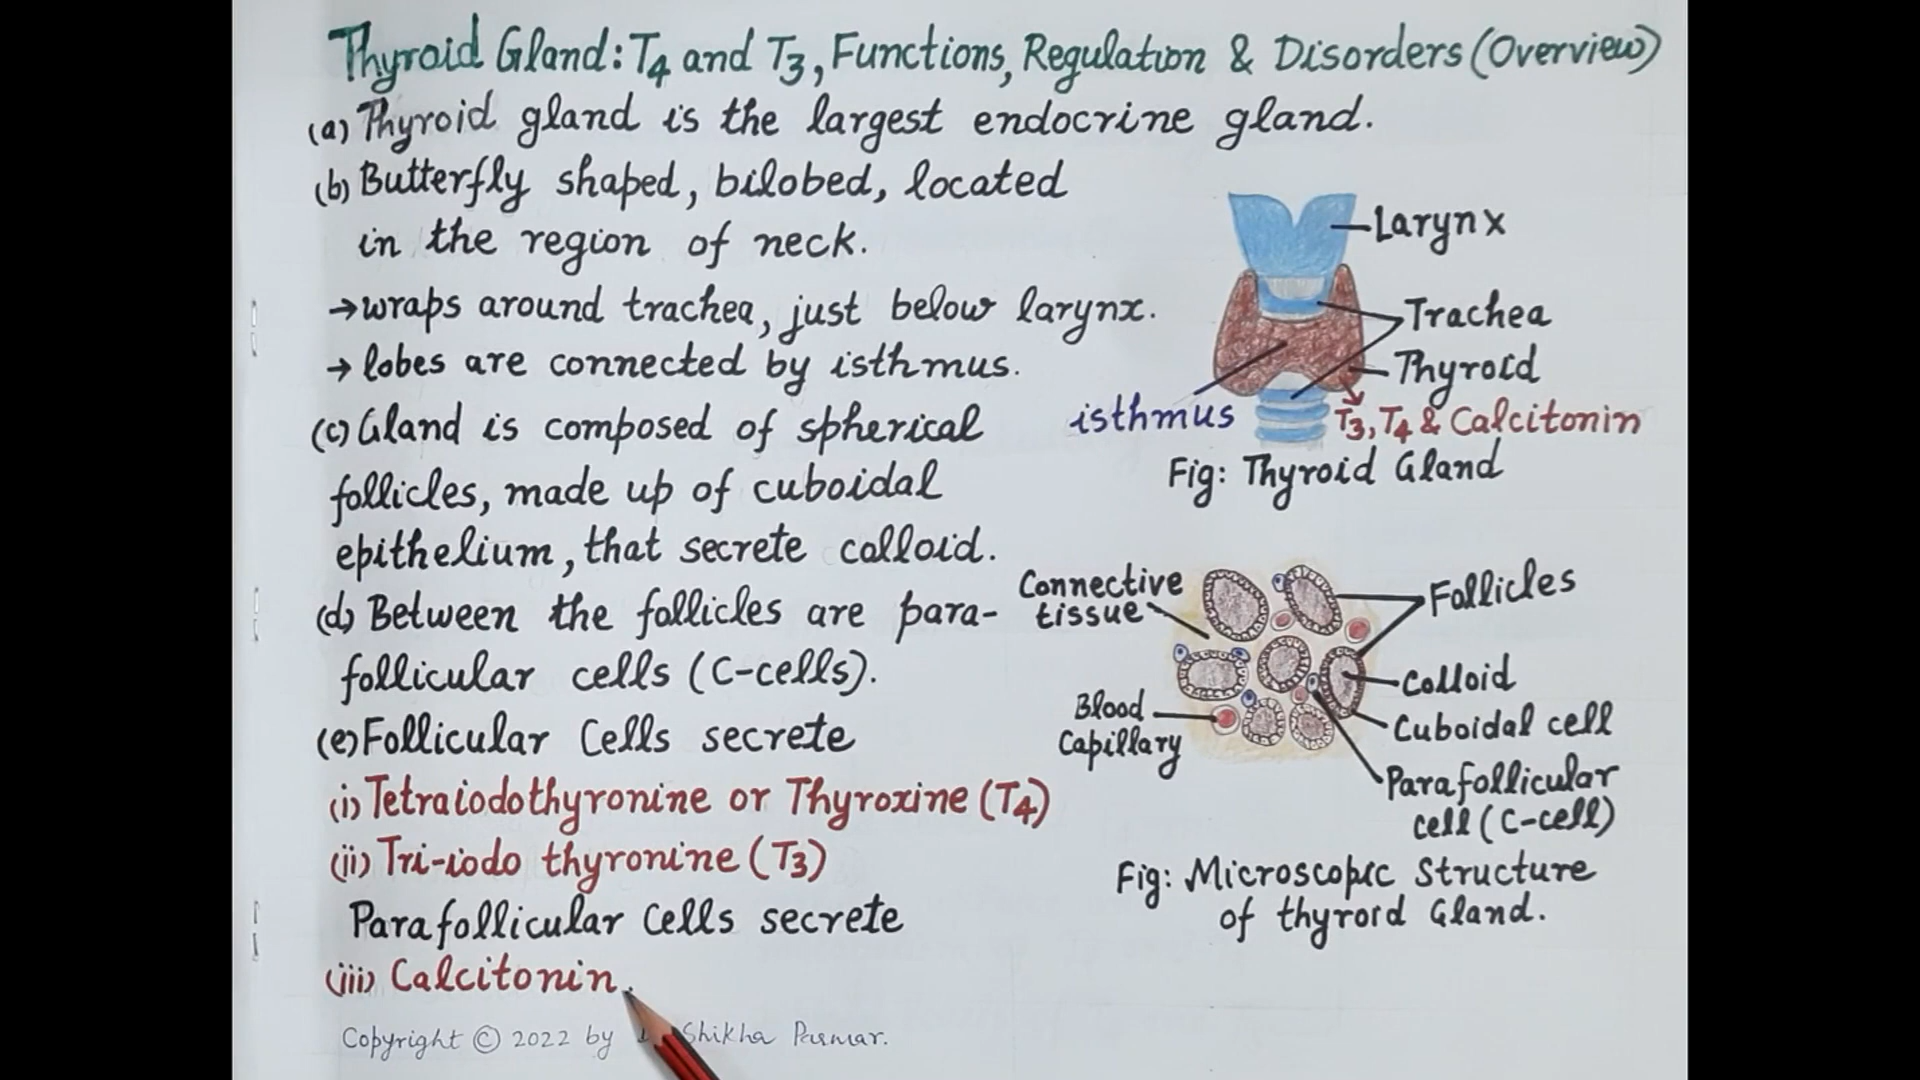 Thyroid Gland: T4 and T3, Functions, Regulation & Disorders (Overview)
(a) Thyroid gland is the largest endocrine gland.
(b) Butterfly shaped, bilobed, located
in the region of neck.
→ wraps around trachea, just below larynx.
→ lobes are connected by isthmus.
(c) Gland is composed of spherical
follicles, made up of cuboidal
epithelium, that secrete colloid.
(d) Between the follicles are para-
follicular cells (C-cells).
(e) Follicular Cells secrete
(i) Tetraiodothyronine or Thyroxine (T4)
(ii) Tri-iodo thyronine (T3)
Parafollicular Cells secrete
(iii) Calcitonin.
Copyright © 2022 by Shikha Parmar.
Larynx
Trachea
Thyroid
isthmus
T3, T4 & Calcitonin
Fig: Thyroid Gland
Connective
tissue
Follicles
Colloid
Blood
Capillary
Cuboidal cell
Parafollicular
cell (C-cell)
Fig: Microscopic Structure
of thyroid Gland.